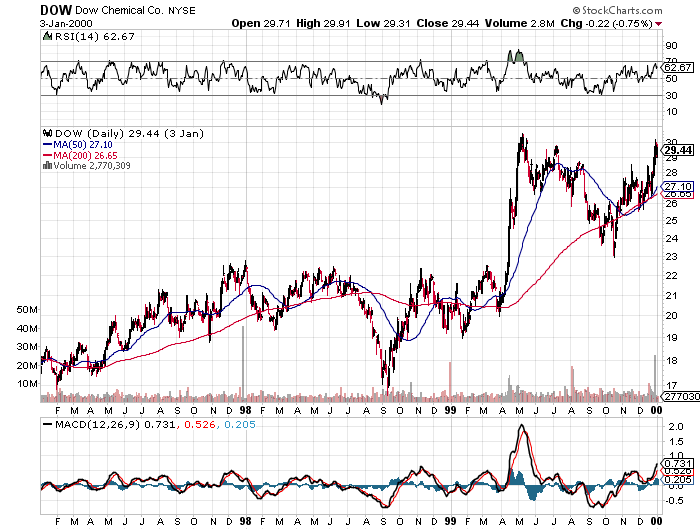 DOW Dow Chemical Co. NYSE © StockCharts.com
3-Jan-2000 Open 29.71 High 29.91 Low 29.31 Close 29.44 Volume 2.8M Chg -0.22 (-0.75%)
RSI(14) 62.67
90
70
62.67
50
30
10
DOW (Daily) 29.44 (3 Jan)
MA(50) 27.10
MA(200) 26.65
Volume 2,770,309
30
29.44
29
28
27.10
26.65
26
25
24
23
22
21
20
19
18
17
277030
50M
40M
30M
20M
10M
F M A M J J A S O N D 98 F M A M J J A S O N D 99 F M A M J J A S O N D 00
MACD(12,26,9) 0.731, 0.526, 0.205
2.0
1.5
1.0
0.731
0.526
0.205
-0.5
F M A M J J A S O N D 98 F M A M J J A S O N D 99 F M A M J J A S O N D 00